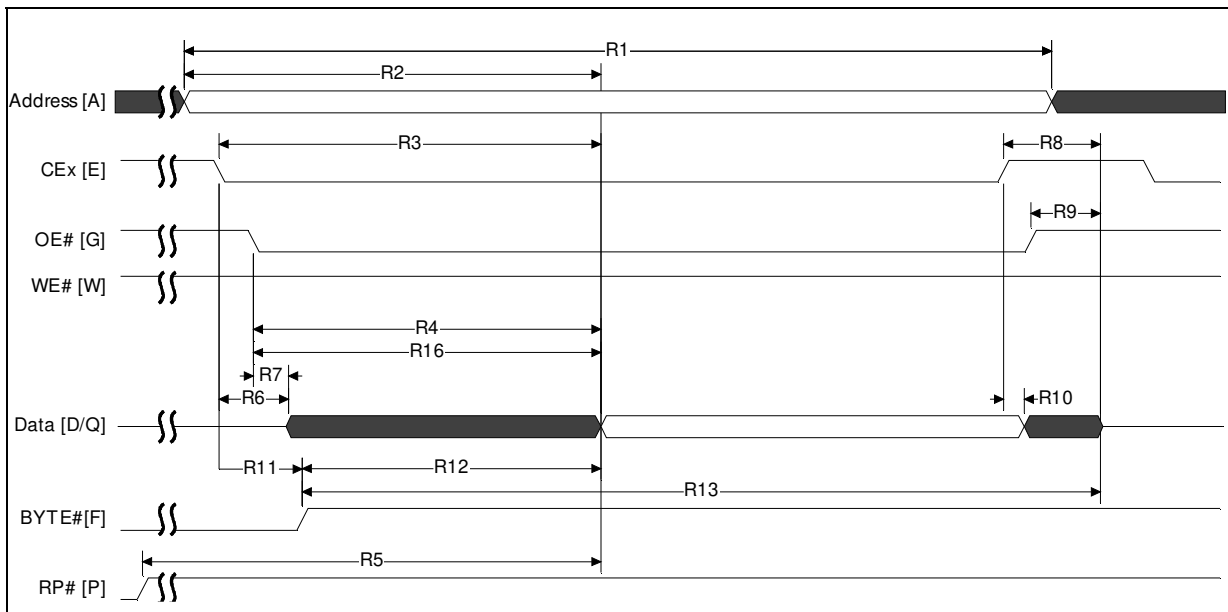 R1
R2
Address [A]
R3
R8
CEx [E]
R9
OE# [G]
WE# [W]
R4
R16
R7
R6
R10
Data [D/Q]
R11
R12
R13
BYTE#[F]
R5
RP# [P]